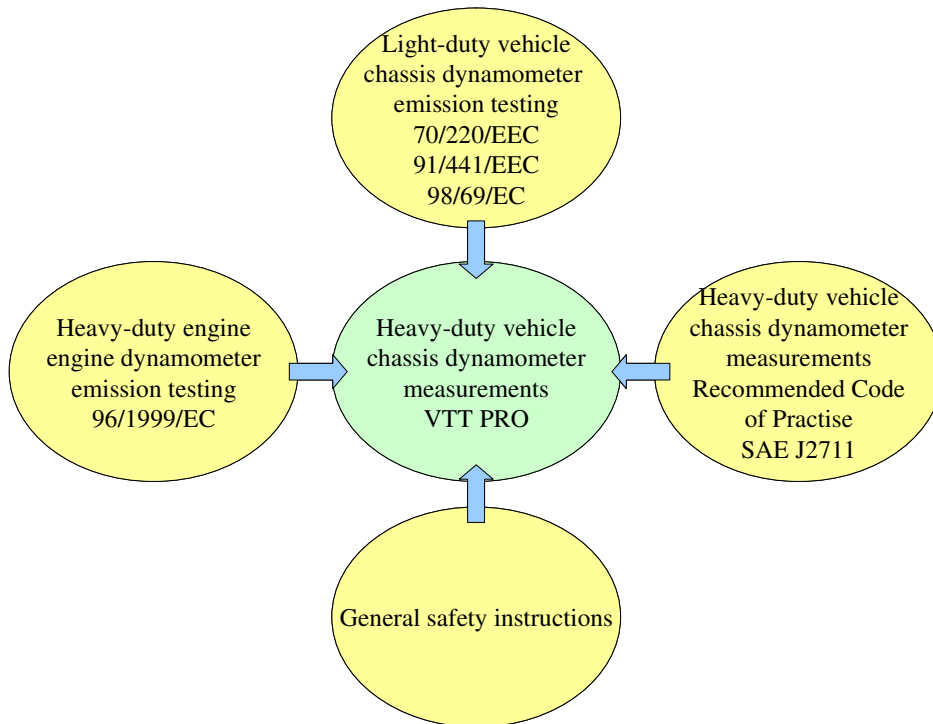 Light-duty vehicle
chassis dynamometer
emission testing
70/220/EEC
91/441/EEC
98/69/EC
Heavy-duty engine
engine dynamometer
emission testing
96/1999/EC
Heavy-duty vehicle
chassis dynamometer
measurements
VTT PRO
Heavy-duty vehicle
chassis dynamometer
measurements
Recommended Code
of Practise
SAE J2711
General safety instructions